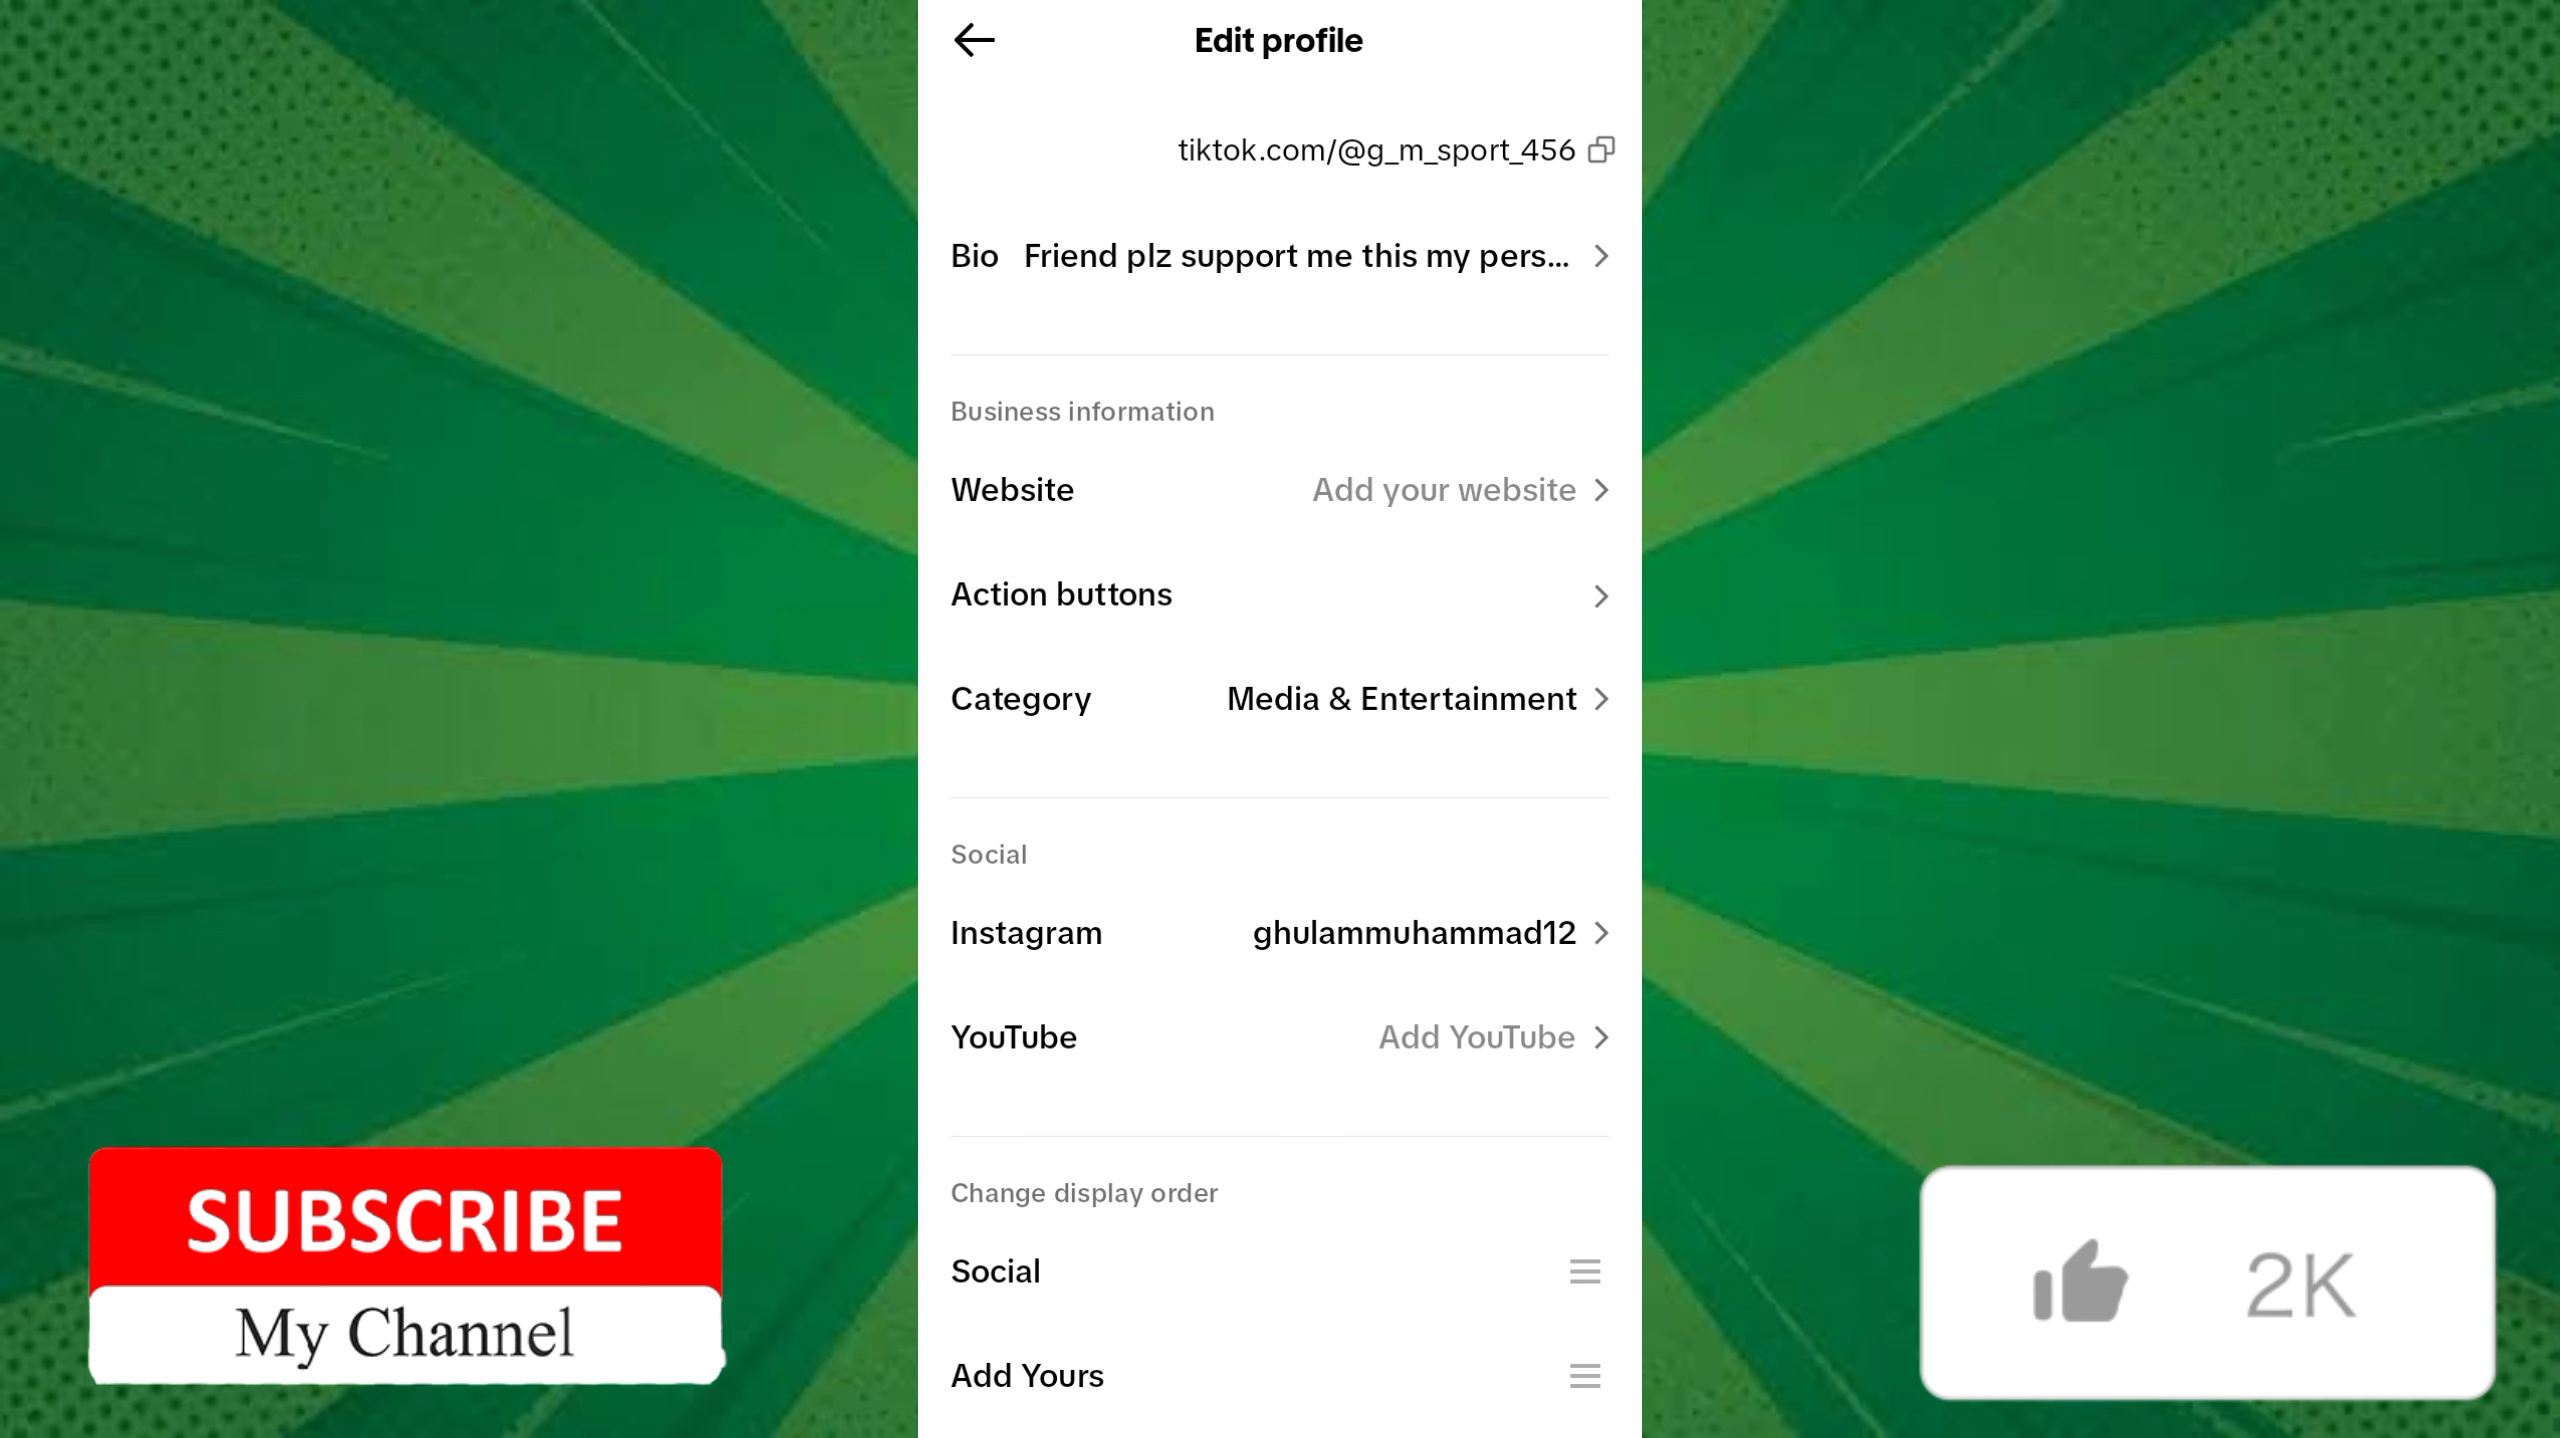 Edit profile
tiktok.com/@g_m_sport_456
Bio Friend plz support me this my pers...
Business information
Website Add your website
Action buttons
Category Media & Entertainment
Social
Instagram ghulammuhammad12
YouTube Add YouTube
Change display order
Social
Add Yours
SUBSCRIBE
My Channel
2K